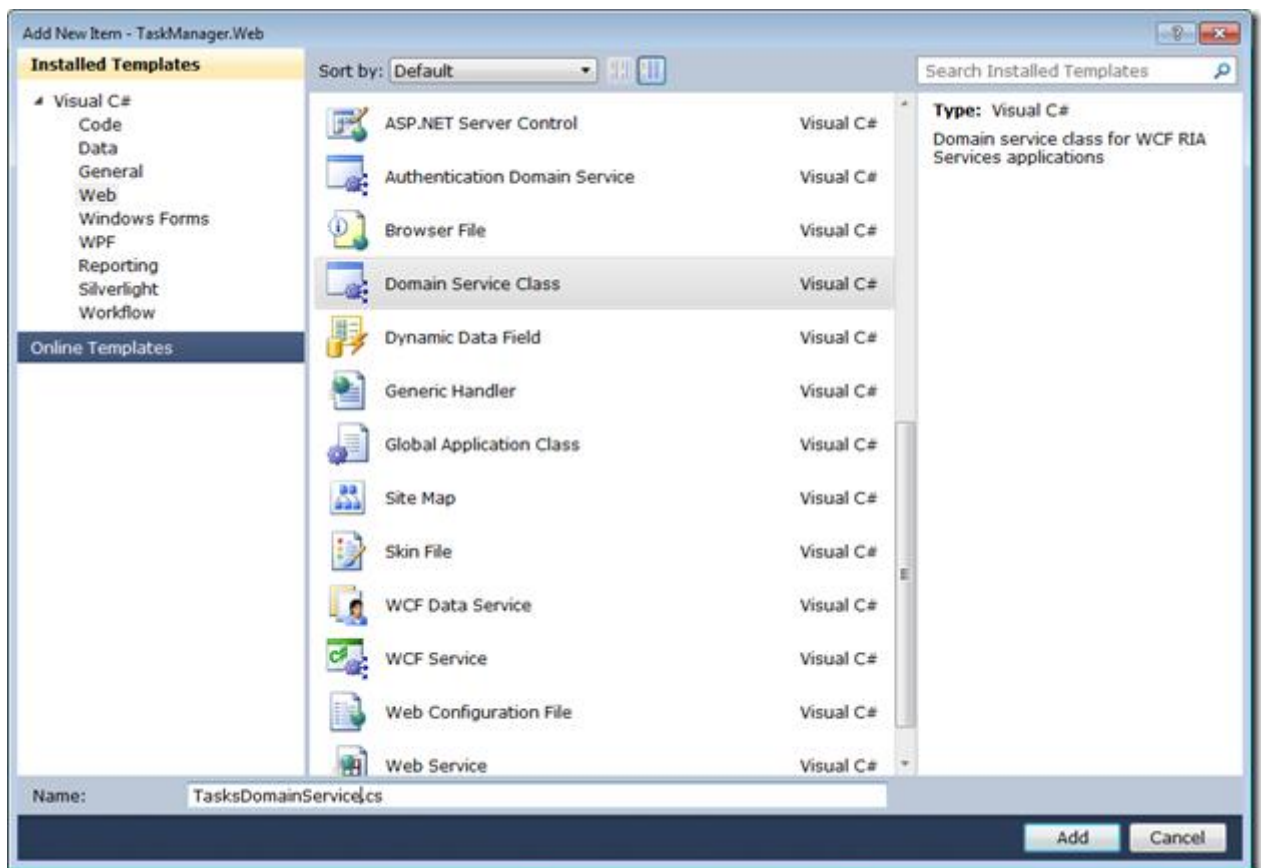 Add New Item - TaskManager.Web
Installed Templates
Sort by: Default
Search Installed Templates
Visual C#
Code
Data
General
Web
Windows Forms
WPF
Reporting
Silverlight
Workflow
Online Templates
ASP.NET Server Control Visual C#
Authentication Domain Service Visual C#
Browser File Visual C#
Domain Service Class Visual C#
Dynamic Data Field Visual C#
Generic Handler Visual C#
Global Application Class Visual C#
Site Map Visual C#
Skin File Visual C#
WCF Data Service Visual C#
WCF Service Visual C#
Web Configuration File Visual C#
Web Service Visual C#
Type: Visual C#
Domain service class for WCF RIA
Services applications
Name: TasksDomainService.cs
Add Cancel